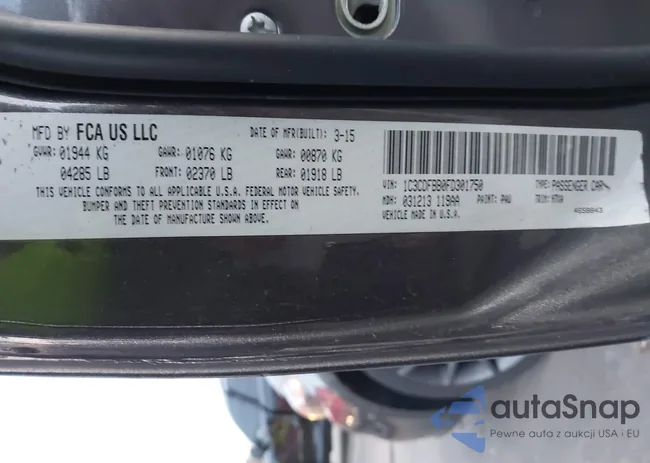 MFD BY FCA US LLC DATE OF MFR(BUILT): 3-15
GVWR: 01944 KG GAWR: 01076 KG GAWR: 00870 KG
04285 LB FRONT: 02370 LB REAR: 01918 LB
THIS VEHICLE CONFORMS TO ALL APPLICABLE U.S.A. FEDERAL MOTOR VEHICLE SAFETY,
BUMPER AND THEFT PREVENTION STANDARDS IN EFFECT ON
THE DATE OF MANUFACTURE SHOWN ABOVE.
VIN: 1C3CDFBB0FD301750 TYPE: PASSENGER CAR
MDH: 031213 119AA PAINT: PAU TRIM:
VEHICLE MADE IN U.S.A. 4658843
autaSnap
Pewne auta z aukcji USA i EU